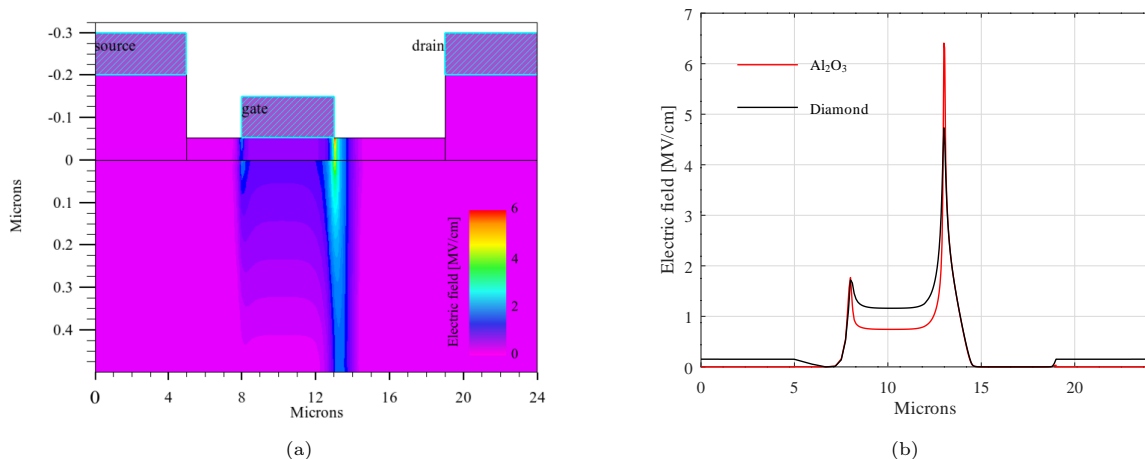 -0.3
source
drain
-0.2
gate
-0.1
0
0.1
0.2
0.3
0.4
Microns
Electric field [MV/cm]
6
4
2
0
0 4 8 12 16 20 24
Microns
(a)
7
6
5
4
3
2
1
0
Electric field [MV/cm]
Al₂O₃
Diamond
0 5 10 15 20
Microns
(b)